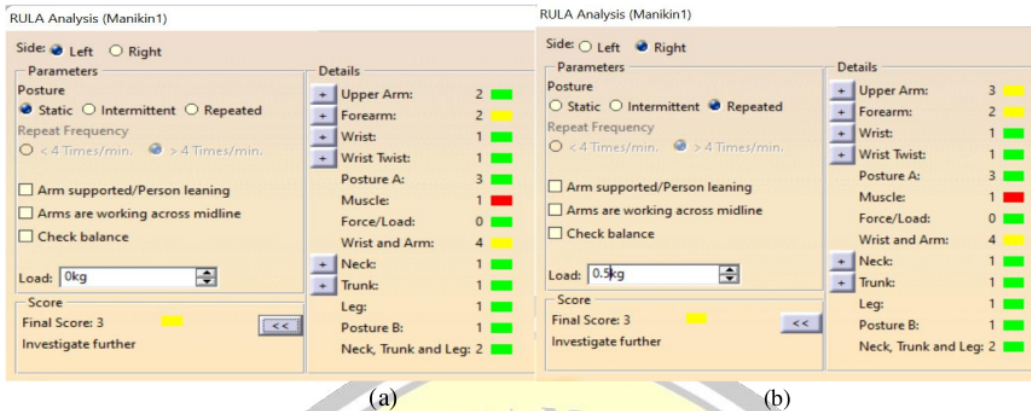 RULA Analysis (Manikin1)
Side: Left Right
Parameters
Posture
Static Intermittent Repeated
Repeat Frequency
< 4 Times/min. > 4 Times/min.
Arm supported/Person leaning
Arms are working across midline
Check balance
Load: 0kg
Score
Final Score: 3
<<
Investigate further
Details
+ Upper Arm: 2
+ Forearm: 2
+ Wrist: 1
+ Wrist Twist: 1
Posture A: 3
Muscle: 1
Force/Load: 0
Wrist and Arm: 4
+ Neck: 1
+ Trunk: 1
Leg: 1
Posture B: 1
Neck, Trunk and Leg: 2
(a)
RULA Analysis (Manikin1)
Side: Left Right
Parameters
Posture
Static Intermittent Repeated
Repeat Frequency
< 4 Times/min. > 4 Times/min.
Arm supported/Person leaning
Arms are working across midline
Check balance
Load: 0.5kg
Score
Final Score: 3
<<
Investigate further
Details
+ Upper Arm: 3
+ Forearm: 2
+ Wrist: 1
+ Wrist Twist: 1
Posture A: 3
Muscle: 1
Force/Load: 0
Wrist and Arm: 4
+ Neck: 1
+ Trunk: 1
Leg: 1
Posture B: 1
Neck, Trunk and Leg: 2
(b)